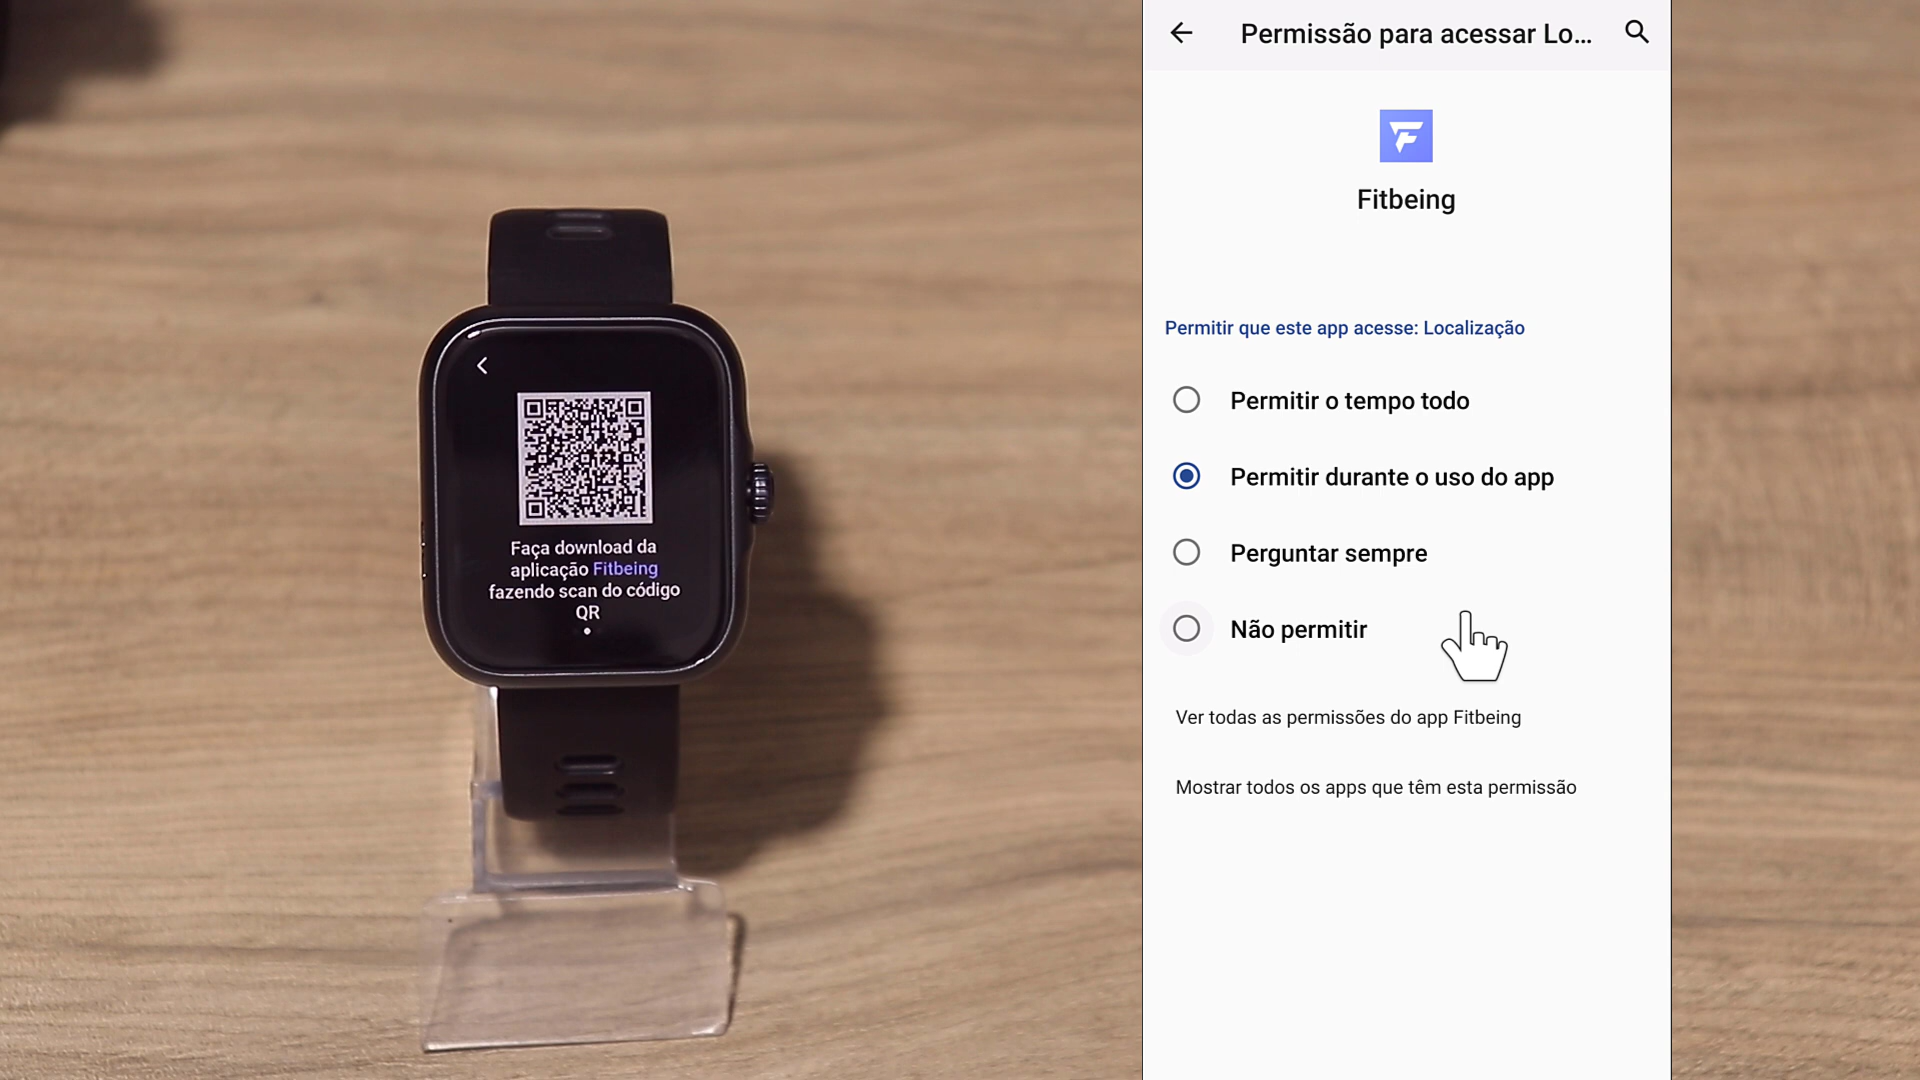 Faça download da
aplicação Fitbeing
fazendo scan do código
QR
Permissão para acessar Lo...
Fitbeing
Permitir que este app acesse: Localização
Permitir o tempo todo
Permitir durante o uso do app
Perguntar sempre
Não permitir
Ver todas as permissões do app Fitbeing
Mostrar todos os apps que têm esta permissão